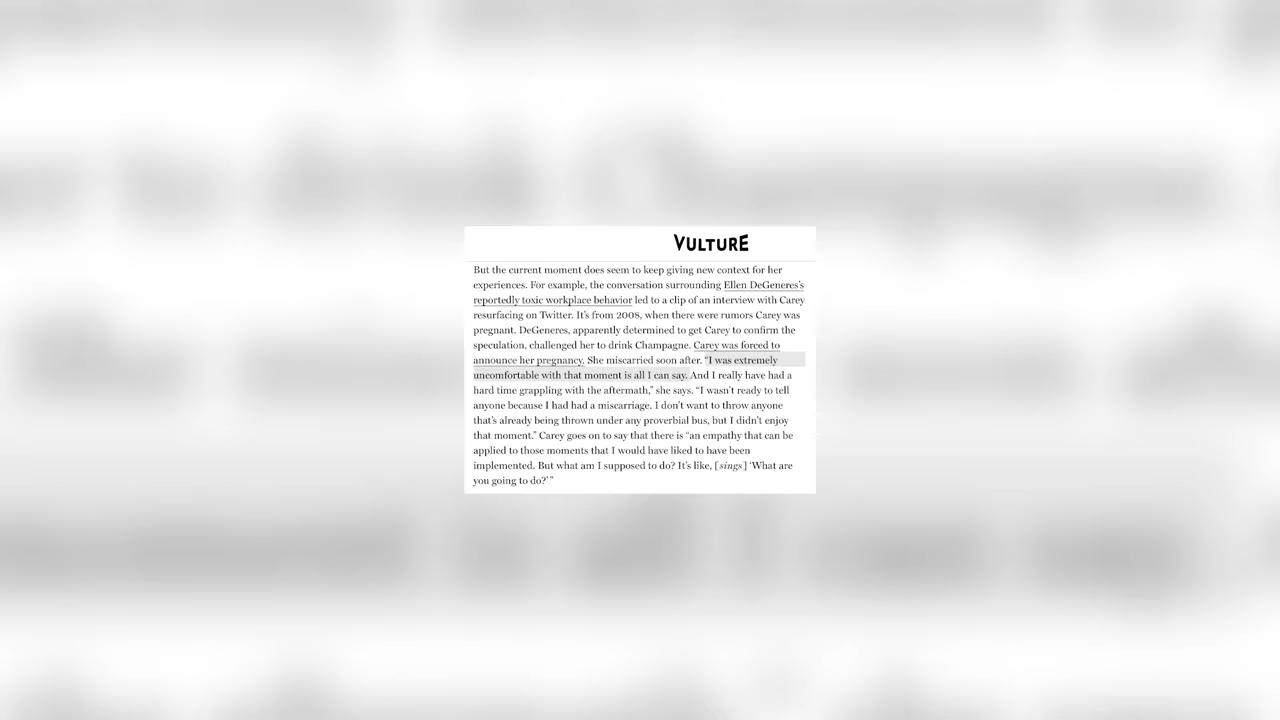 VULTURE
But the current moment does seem to keep giving new context for her
experiences. For example, the conversation surrounding Ellen DeGeneres's
reportedly toxic workplace behavior led to a clip of an interview with Carey
resurfacing on Twitter. It's from 2008, when there were rumors Carey was
pregnant. DeGeneres, apparently determined to get Carey to confirm the
speculation, challenged her to drink Champagne. Carey was forced to
announce her pregnancy. She miscarried soon after. “I was extremely
uncomfortable with that moment is all I can say. And I really have had a
hard time grappling with the aftermath,” she says. “I wasn't ready to tell
anyone because I had had a miscarriage. I don't want to throw anyone
that's already being thrown under any proverbial bus, but I didn't enjoy
that moment.” Carey goes on to say that there is “an empathy that can be
applied to those moments that I would have liked to have been
implemented. But what am I supposed to do? It's like, [sings] ‘What are
you going to do?’ ”